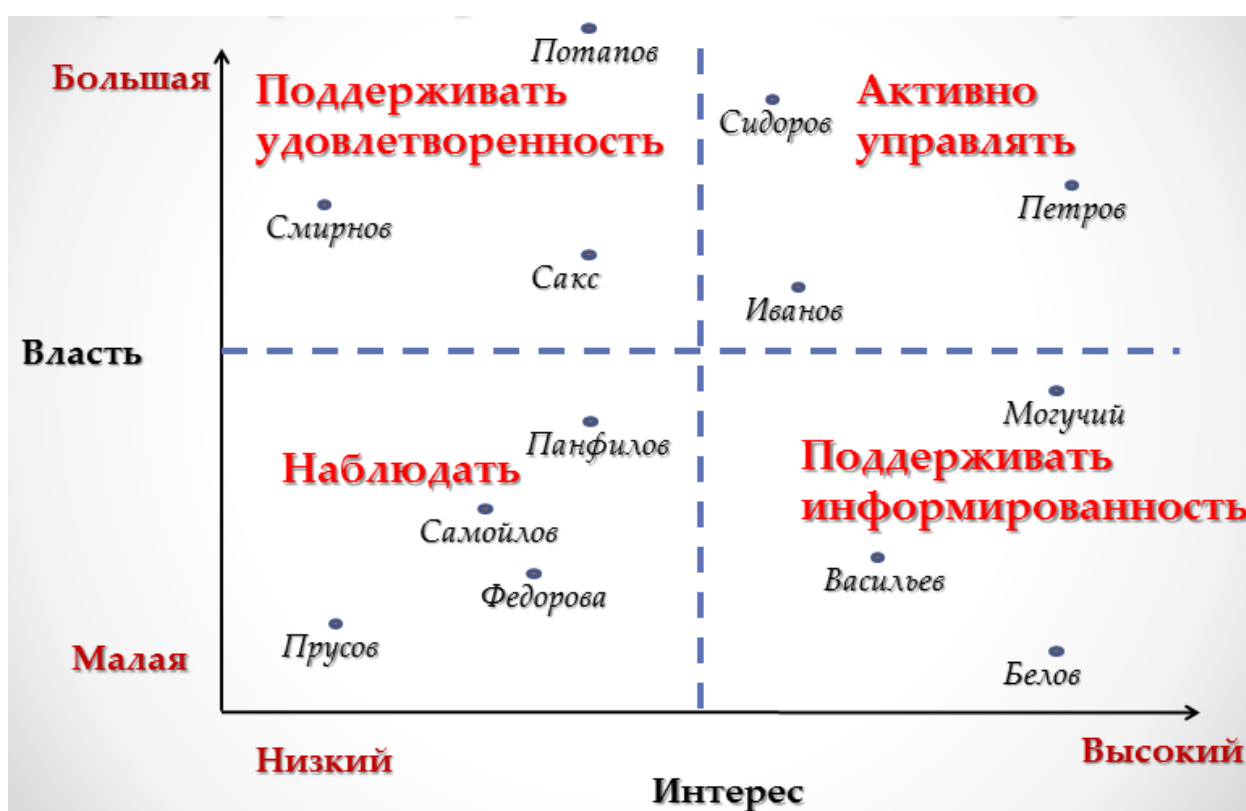 Потапов
Большая
Поддерживать
удовлетворенность
Активно
управлять
Сидоров
Петров
Смирнов
Сакс
Иванов
Власть
Могучий
Панфилов
Наблюдать
Поддерживать
информированность
Самойлов
Васильев
Федорова
Прусов
Малая
Белов
Низкий
Высокий
Интерес